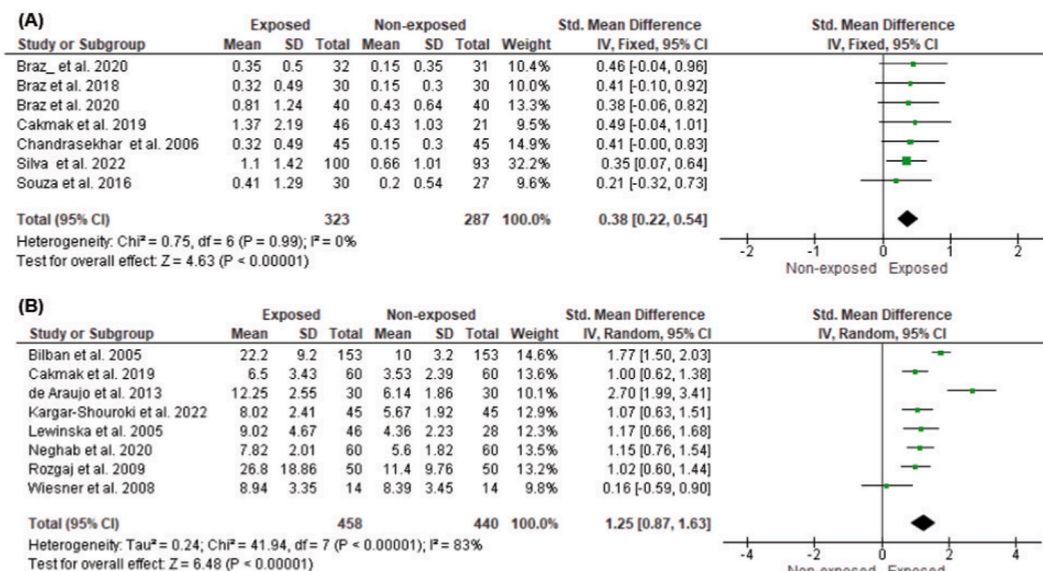 (A)
Exposed Non-exposed Std. Mean Difference Std. Mean Difference
Study or Subgroup Mean SD Total Mean SD Total Weight IV, Fixed, 95% CI IV, Fixed, 95% CI
Braz_ et al. 2020 0.35 0.5 32 0.15 0.35 31 10.4% 0.46 [-0.04, 0.96]
Braz et al. 2018 0.32 0.49 30 0.15 0.3 30 10.0% 0.41 [-0.10, 0.92]
Braz et al. 2020 0.81 1.24 40 0.43 0.64 40 13.3% 0.38 [-0.06, 0.82]
Cakmak et al. 2019 1.37 2.19 46 0.43 1.03 21 9.5% 0.49 [-0.04, 1.01]
Chandrasekhar et al. 2006 0.32 0.49 45 0.15 0.3 45 14.9% 0.41 [-0.00, 0.83]
Silva et al. 2022 1.1 1.42 100 0.66 1.01 93 32.2% 0.35 [0.07, 0.64]
Souza et al. 2016 0.41 1.29 30 0.2 0.54 27 9.6% 0.21 [-0.32, 0.73]
Total (95% CI) 323 287 100.0% 0.38 [0.22, 0.54]
Heterogeneity: Chi² = 0.75, df = 6 (P = 0.99); I² = 0%
Test for overall effect: Z = 4.63 (P < 0.00001)
-2 -1 0 1 2
Non-exposed Exposed
(B)
Exposed Non-exposed Std. Mean Difference Std. Mean Difference
Study or Subgroup Mean SD Total Mean SD Total Weight IV, Random, 95% CI IV, Random, 95% CI
Bilban et al. 2005 22.2 9.2 153 10 3.2 153 14.6% 1.77 [1.50, 2.03]
Cakmak et al. 2019 6.5 3.43 60 3.53 2.39 60 13.6% 1.00 [0.62, 1.38]
de Araujo et al. 2013 12.25 2.55 30 6.14 1.86 30 10.1% 2.70 [1.99, 3.41]
Kargar-Shouroki et al. 2022 8.02 2.41 45 5.67 1.92 45 12.9% 1.07 [0.63, 1.51]
Lewinska et al. 2005 9.02 4.67 46 4.36 2.23 28 12.3% 1.17 [0.66, 1.68]
Neghab et al. 2020 7.82 2.01 60 5.6 1.82 60 13.5% 1.15 [0.76, 1.54]
Rozgaj et al. 2009 26.8 18.86 50 11.4 9.76 50 13.2% 1.02 [0.60, 1.44]
Wiesner et al. 2008 8.94 3.35 14 8.39 3.45 14 9.8% 0.16 [-0.59, 0.90]
Total (95% CI) 458 440 100.0% 1.25 [0.87, 1.63]
Heterogeneity: Tau² = 0.24; Chi² = 41.94, df = 7 (P < 0.00001); I² = 83%
Test for overall effect: Z = 6.48 (P < 0.00001)
-4 -2 0 2 4
Non-exposed Exposed